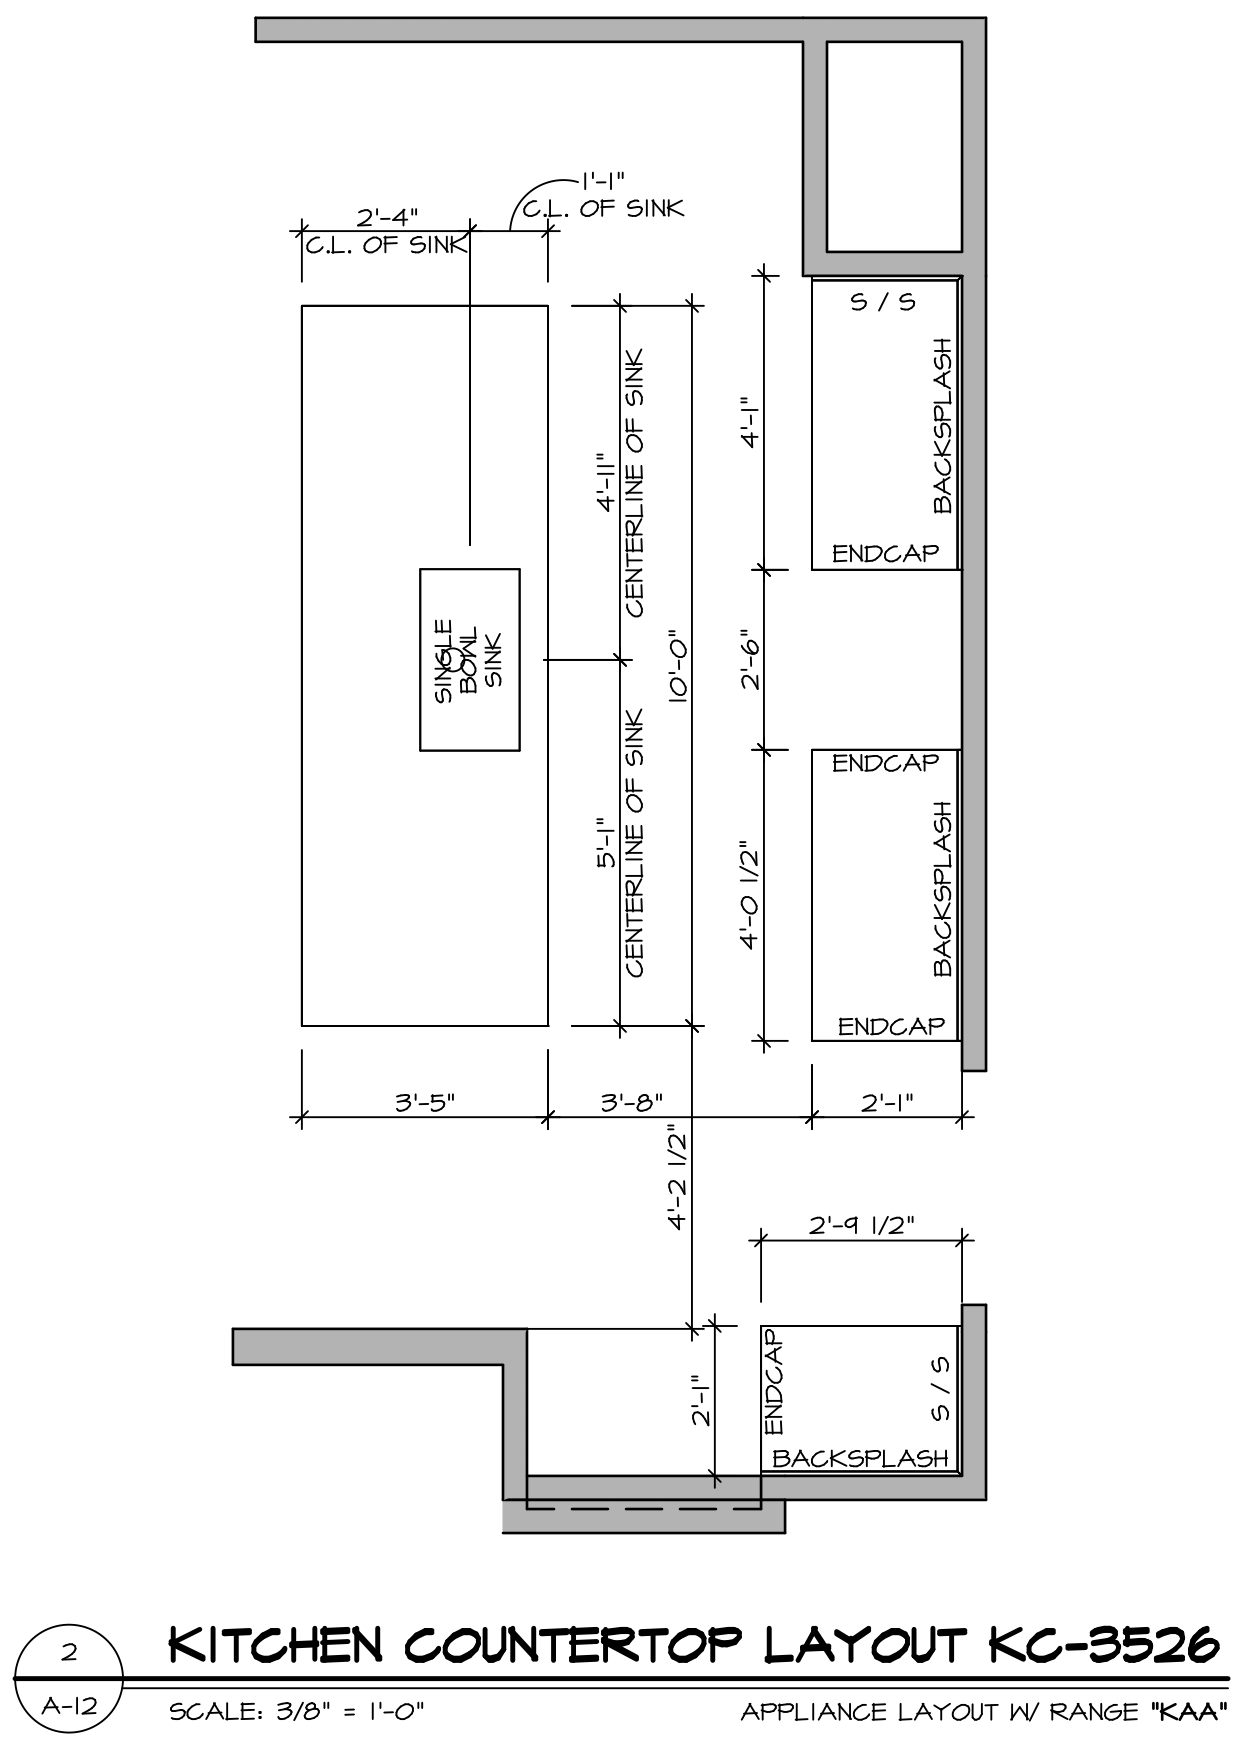 1'-1"
C.L. OF SINK
2'-4"
C.L. OF SINK
S / S
BACKSPLASH
4'-1"
ENDCAP
4'-11"
CENTERLINE OF SINK
10'-0"
2'-6"
SINGLE
BOWL
SINK
ENDCAP
BACKSPLASH
5'-1"
CENTERLINE OF SINK
4'-0 1/2"
ENDCAP
3'-5"
3'-8"
2'-1"
4'-2 1/2"
2'-9 1/2"
2'-1"
ENDCAP
S / S
BACKSPLASH
2
KITCHEN COUNTERTOP LAYOUT KC-3526
A-12
SCALE: 3/8" = 1'-0"
APPLIANCE LAYOUT W/ RANGE "KAA"